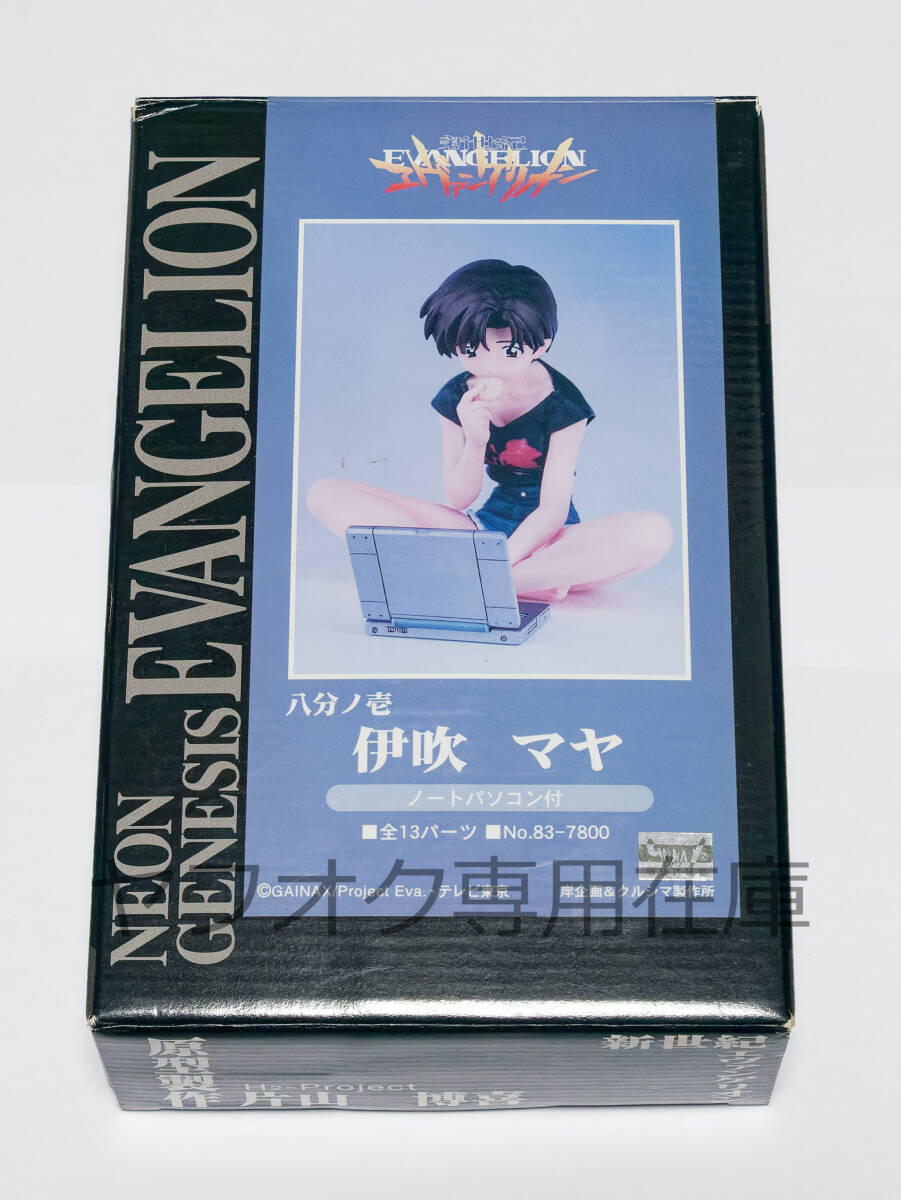 NEON
GENESIS EVANGELION
新世紀
EVANGELION
エヴァンゲリオン
八分ノ壱
伊吹 マヤ
ノートパソコン付
■全13パーツ ■No.83-7800
GAINAX
©GAINAX/Project Eva.・テレビ東京 岸企画&クルシマ製作所
ヤフオク専用在庫
原型製作
H2-Project
片山 博喜
新世紀
エヴァンゲリオン